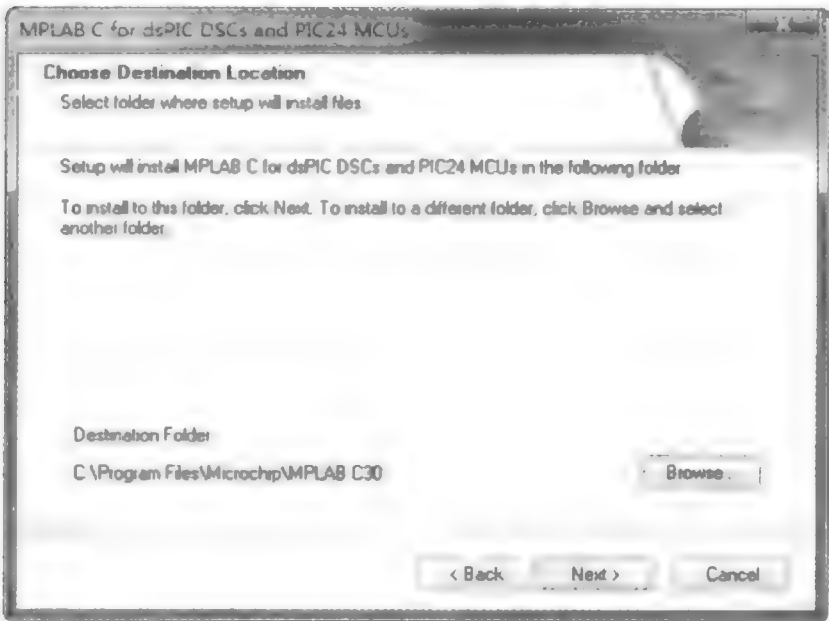 MPLAB C for dsPIC DSCs and PIC24 MCUs
Choose Destination Location
Select folder where setup will install files
Setup will install MPLAB C for dsPIC DSCs and PIC24 MCUs in the following folder
To install to this folder, click Next. To install to a different folder, click Browse and select
another folder.
Destination Folder
C:\Program Files\Microchip\MPLAB C30
Browse...
< Back
Next >
Cancel